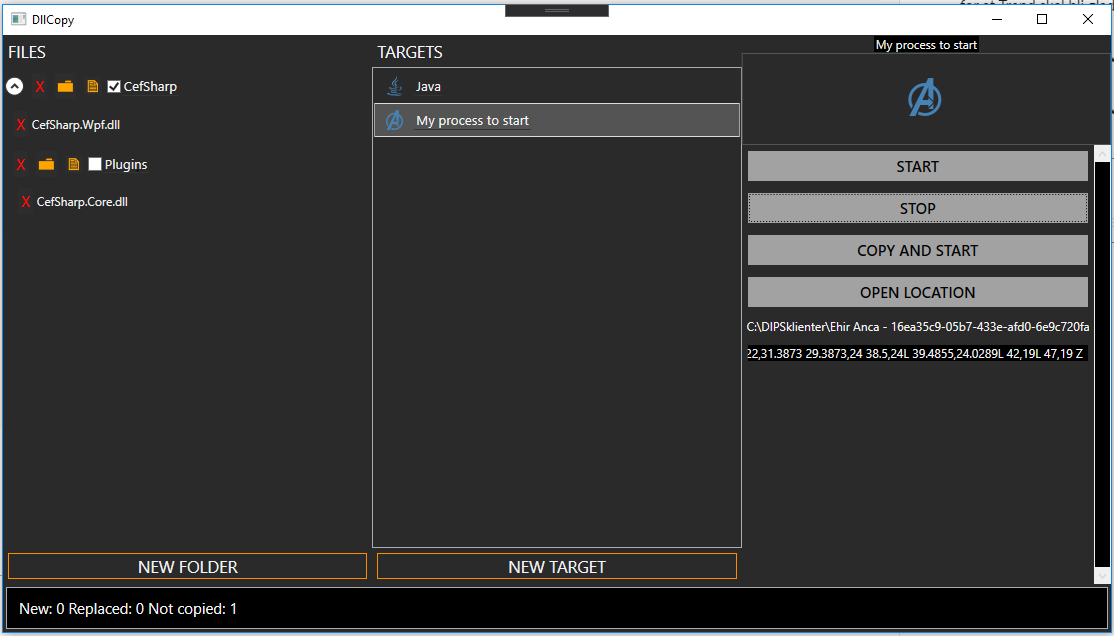 DllCopy
FILES
CefSharp
CefSharp.Wpf.dll
Plugins
CefSharp.Core.dll
NEW FOLDER
TARGETS
Java
My process to start
NEW TARGET
My process to start
START
STOP
COPY AND START
OPEN LOCATION
C:\DIPSklienter\Ehir Anca - 16ea35c9-05b7-433e-afd0-6e9c720fa
22,31.3873 29.3873,24 38.5,24L 39.4855,24.0289L 42,19L 47,19 Z
New: 0 Replaced: 0 Not copied: 1